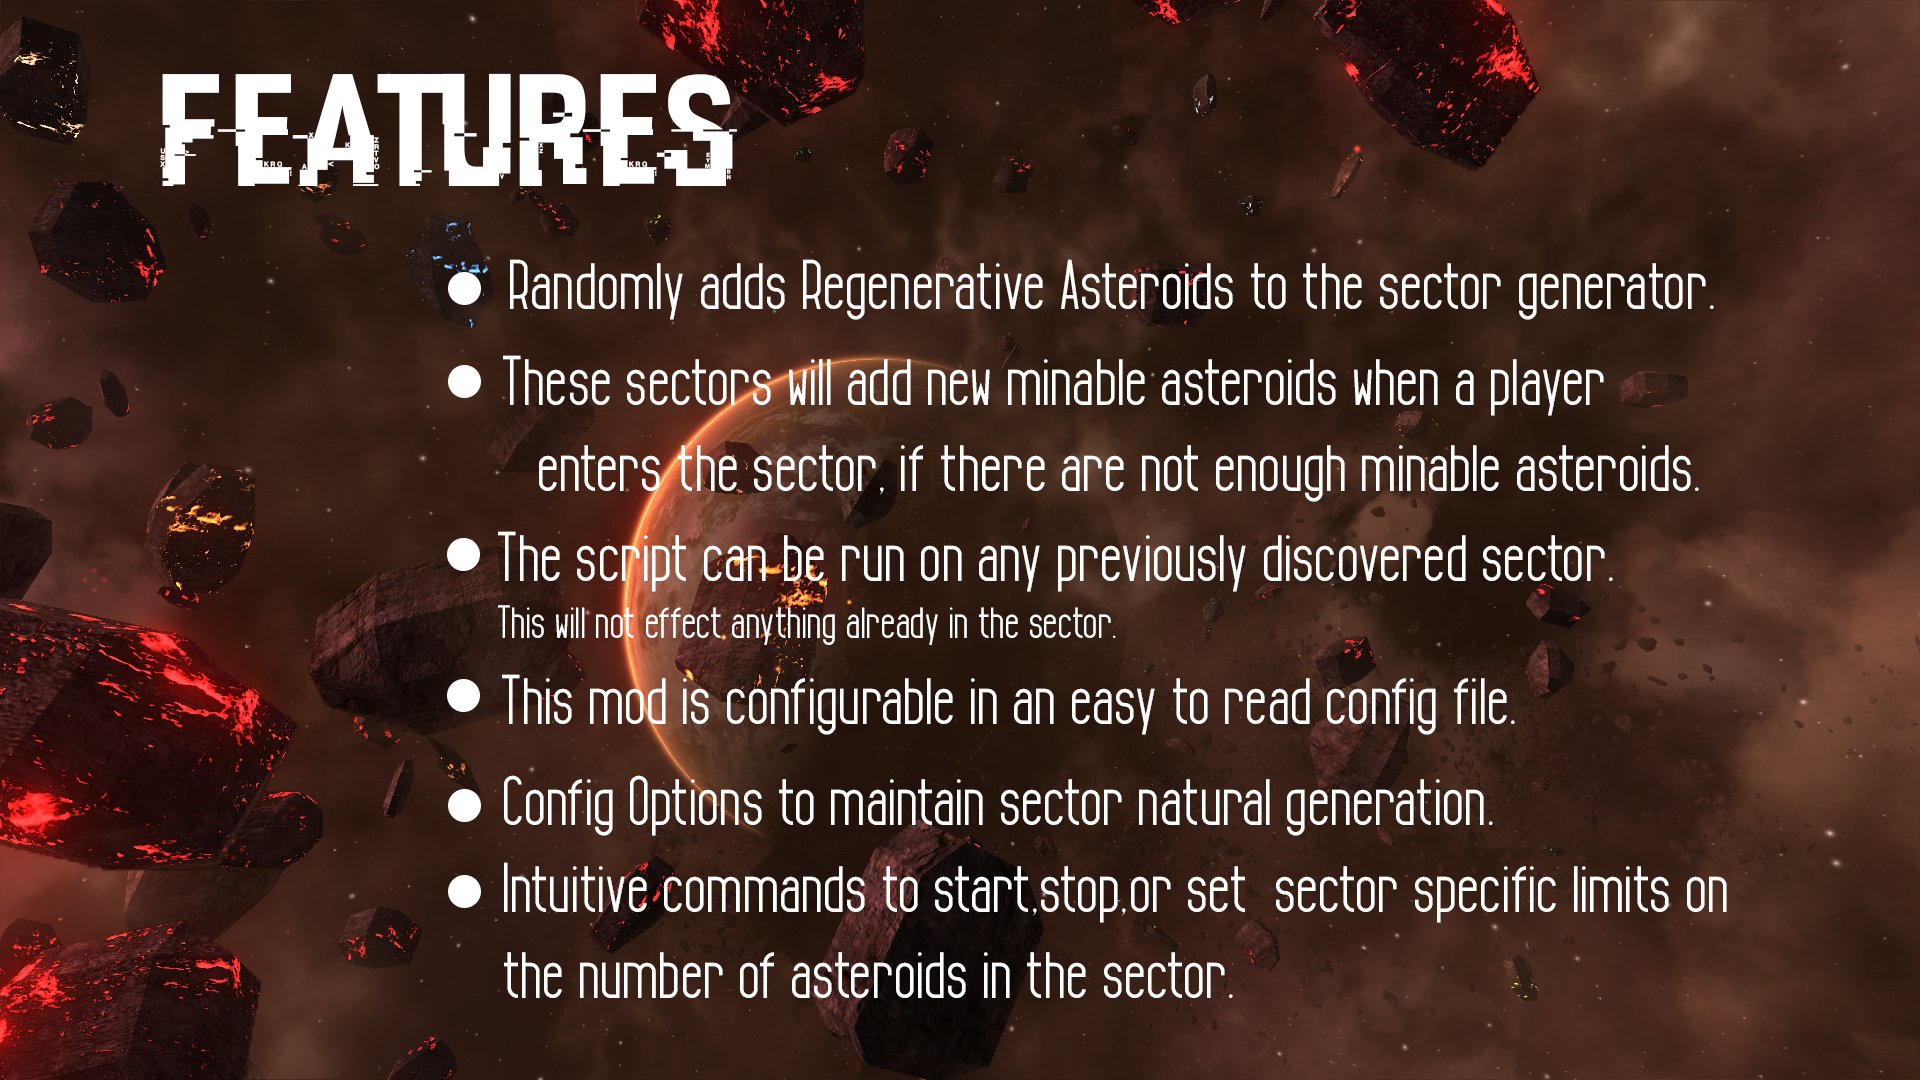 FEATURES
● Randomly adds Regenerative Asteroids to the sector generator.
● These sectors will add new minable asteroids when a player
enters the sector, if there are not enough minable asteroids.
● The script can be run on any previously discovered sector.
This will not effect anything already in the sector.
● This mod is configurable in an easy to read config file.
● Config Options to maintain sector natural generation.
● Intuitive commands to start,stop,or set  sector specific limits on
the number of asteroids in the sector.